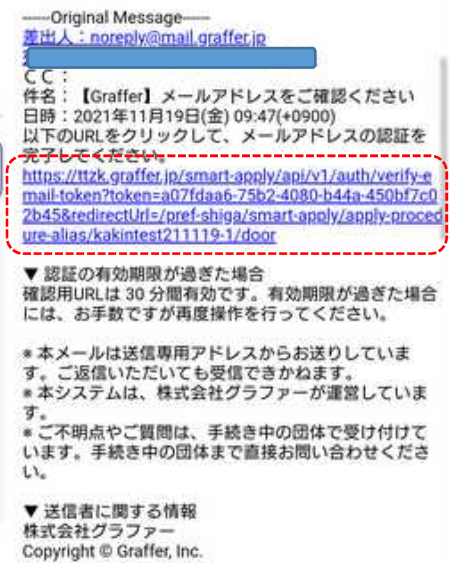 -----Original Message-----
差出人：noreply@mail.graffer.jp
ＣＣ：
件名：【Graffer】メールアドレスをご確認ください
日時：2021年11月19日(金) 09:47(+0900)
以下のURLをクリックして、メールアドレスの認証を
完了してください。
https://ttzk.graffer.jp/smart-apply/api/v1/auth/verify-e
mail-token?token=a07fdaa6-75b2-4080-b44a-450bf7c0
2b45&redirectUrl=/pref-shiga/smart-apply/apply-proced
ure-alias/kakintest211119-1/door
▼ 認証の有効期限が過ぎた場合
確認用URLは 30 分間有効です。有効期限が過ぎた場合
には、お手数ですが再度操作を行ってください。
※ 本メールは送信専用アドレスからお送りしていま
す。ご返信いただいても受信できかねます。
※ 本システムは、株式会社グラファーが運営していま
す。
※ ご不明点やご質問は、手続き中の団体で受け付けて
います。手続き中の団体まで直接お問い合わせくださ
い。
▼ 送信者に関する情報
株式会社グラファー
Copyright © Graffer, Inc.